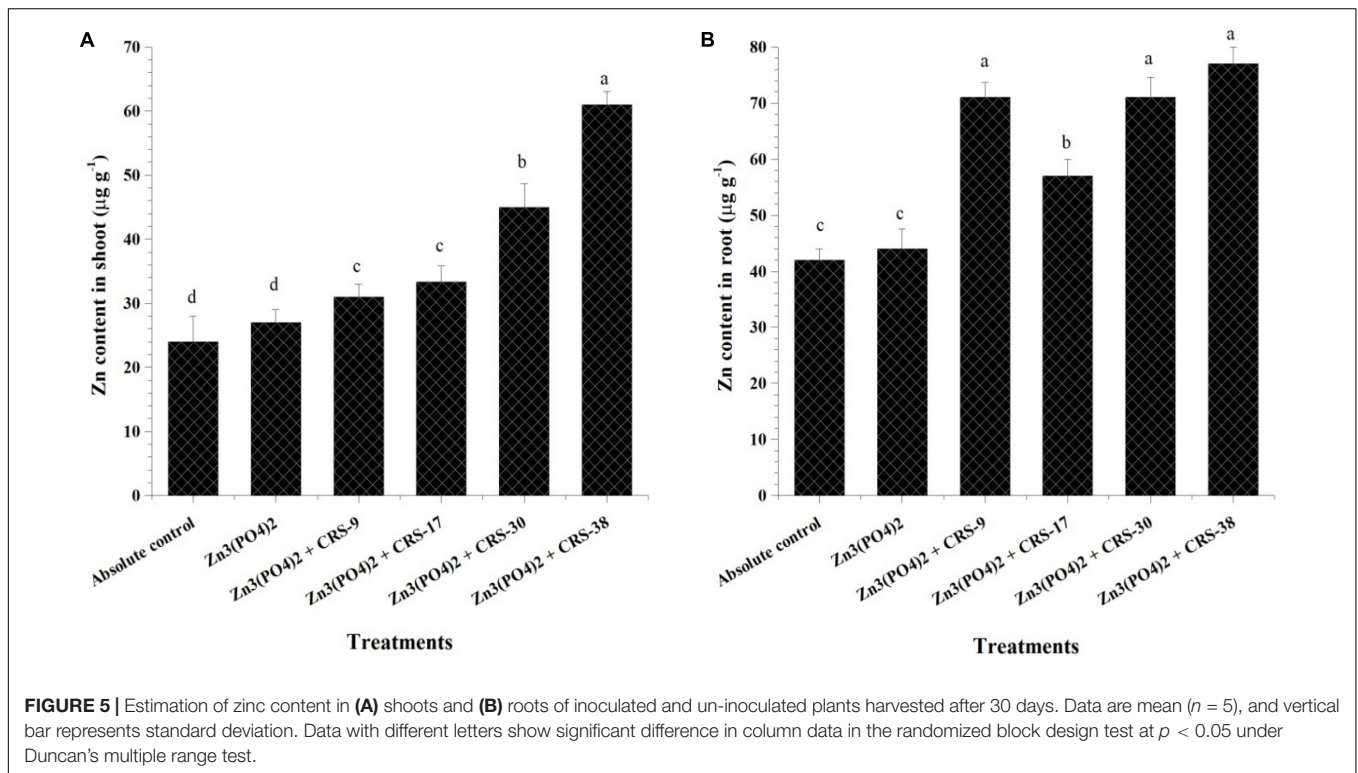 A
70
60
50
40
30
20
10
0
Zn content in shoot (µg g⁻¹)
d
d
c
c
b
a
Absolute control
Zn3(PO4)2
Zn3(PO4)2 + CRS-9
Zn3(PO4)2 + CRS-17
Zn3(PO4)2 + CRS-30
Zn3(PO4)2 + CRS-38
Treatments
B
80
70
60
50
40
30
20
10
0
Zn content in root (µg g⁻¹)
c
c
a
b
a
a
Absolute control
Zn3(PO4)2
Zn3(PO4)2 + CRS-9
Zn3(PO4)2 + CRS-17
Zn3(PO4)2 + CRS-30
Zn3(PO4)2 + CRS-38
Treatments
FIGURE 5 | Estimation of zinc content in (A) shoots and (B) roots of inoculated and un-inoculated plants harvested after 30 days. Data are mean (n = 5), and vertical
bar represents standard deviation. Data with different letters show significant difference in column data in the randomized block design test at p < 0.05 under
Duncan's multiple range test.